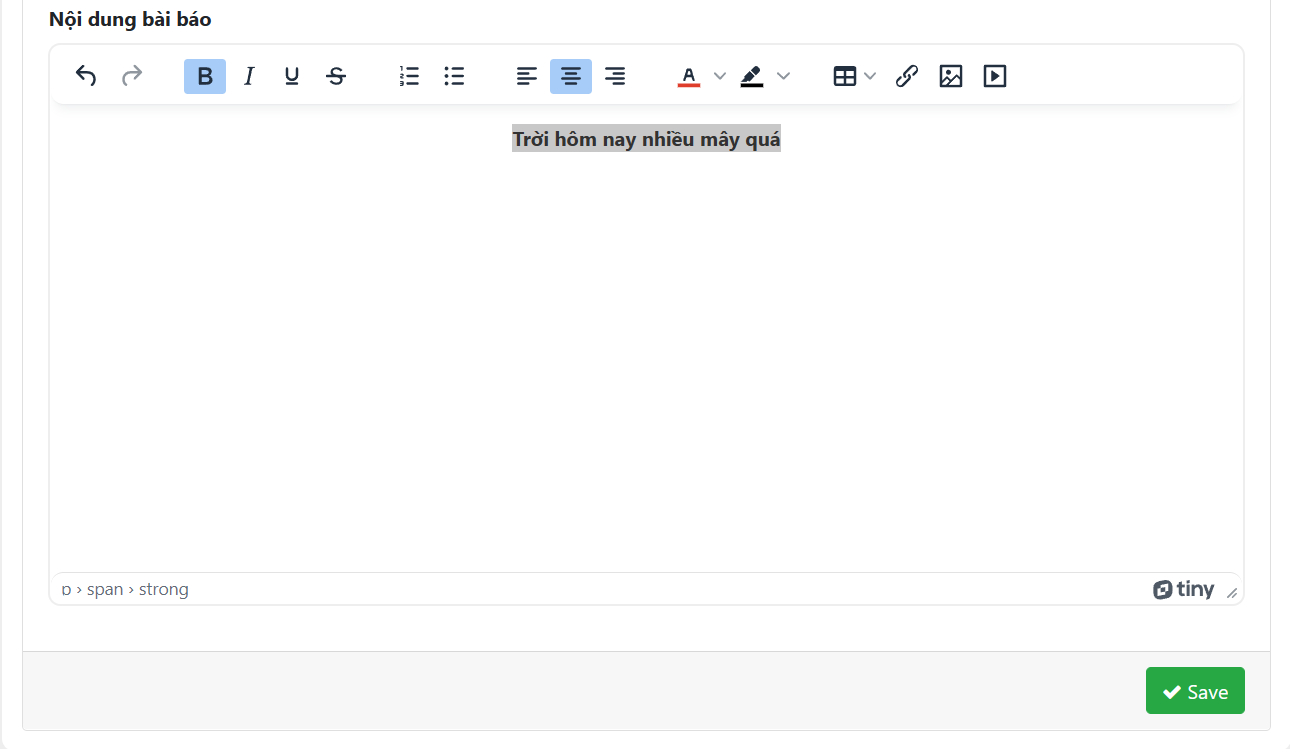 Nội dung bài báo
Trời hôm nay nhiều mây quá
p › span › strong
tiny
Save